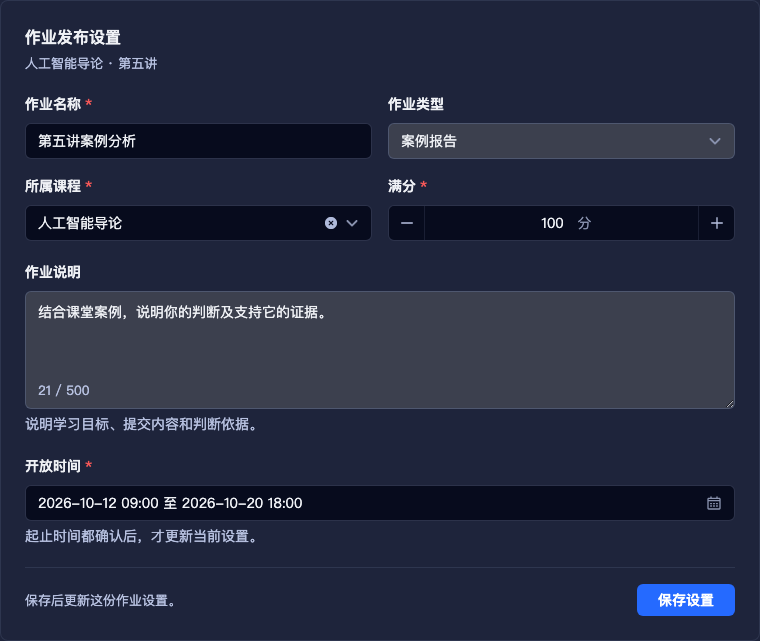 作业发布设置
人工智能导论 · 第五讲
作业名称 *
第五讲案例分析
作业类型
案例报告
所属课程 *
人工智能导论
满分 *
100 分
作业说明
结合课堂案例，说明你的判断及支持它的证据。
21 / 500
说明学习目标、提交内容和判断依据。
开放时间 *
2026-10-12 09:00 至 2026-10-20 18:00
起止时间都确认后，才更新当前设置。
保存后更新这份作业设置。
保存设置